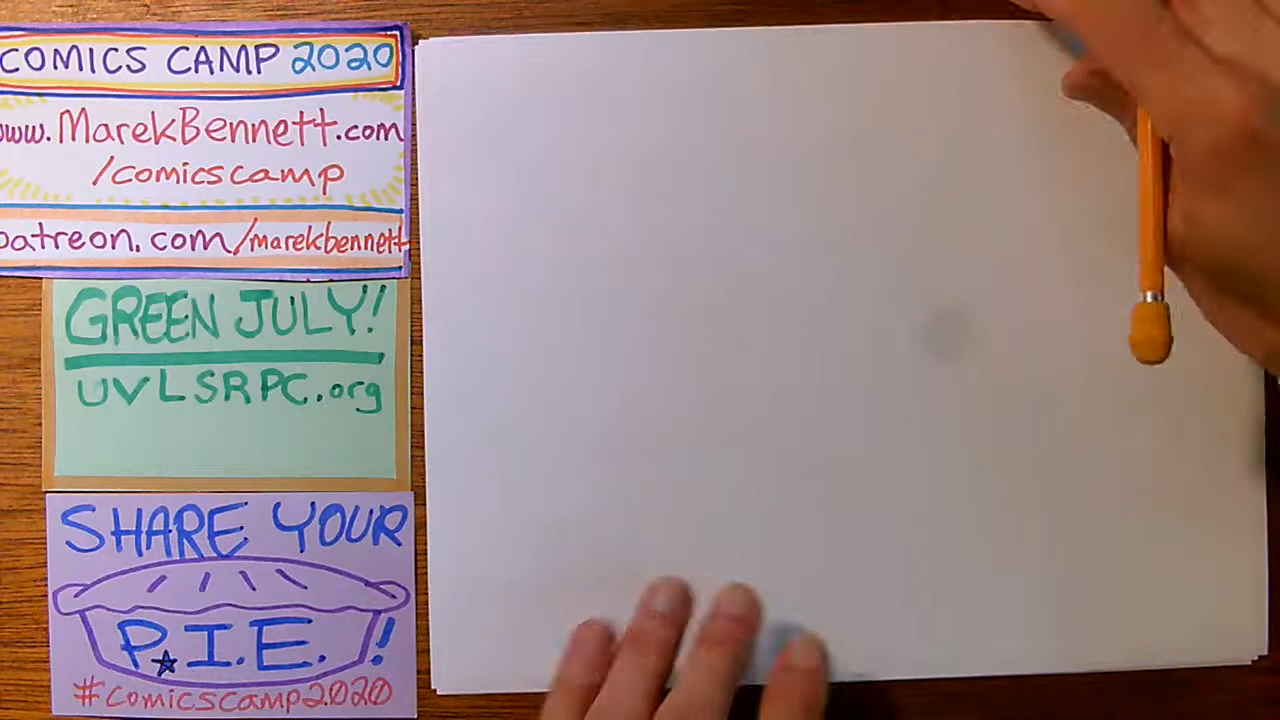 COMICS CAMP 2020
www.MarekBennett.com
/comicscamp
patreon.com/marekbennett
GREEN JULY!
UVLSRPC.org
SHARE YOUR
P.I.E.!
#comicscamp2020